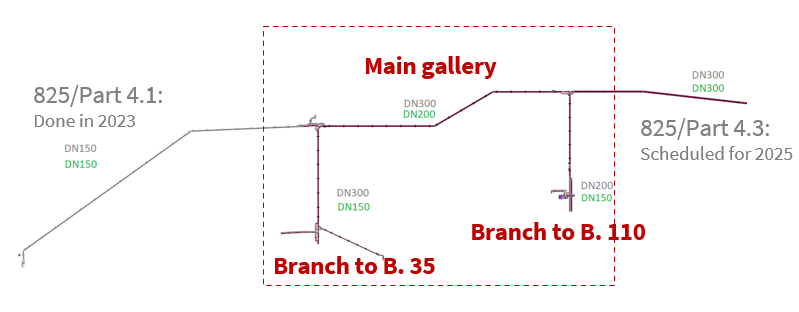 Main gallery
825/Part 4.1:
Done in 2023
DN150
DN150
DN300
DN200
DN300
DN300
825/Part 4.3:
Scheduled for 2025
DN300
DN150
DN200
DN150
Branch to B. 110
Branch to B. 35